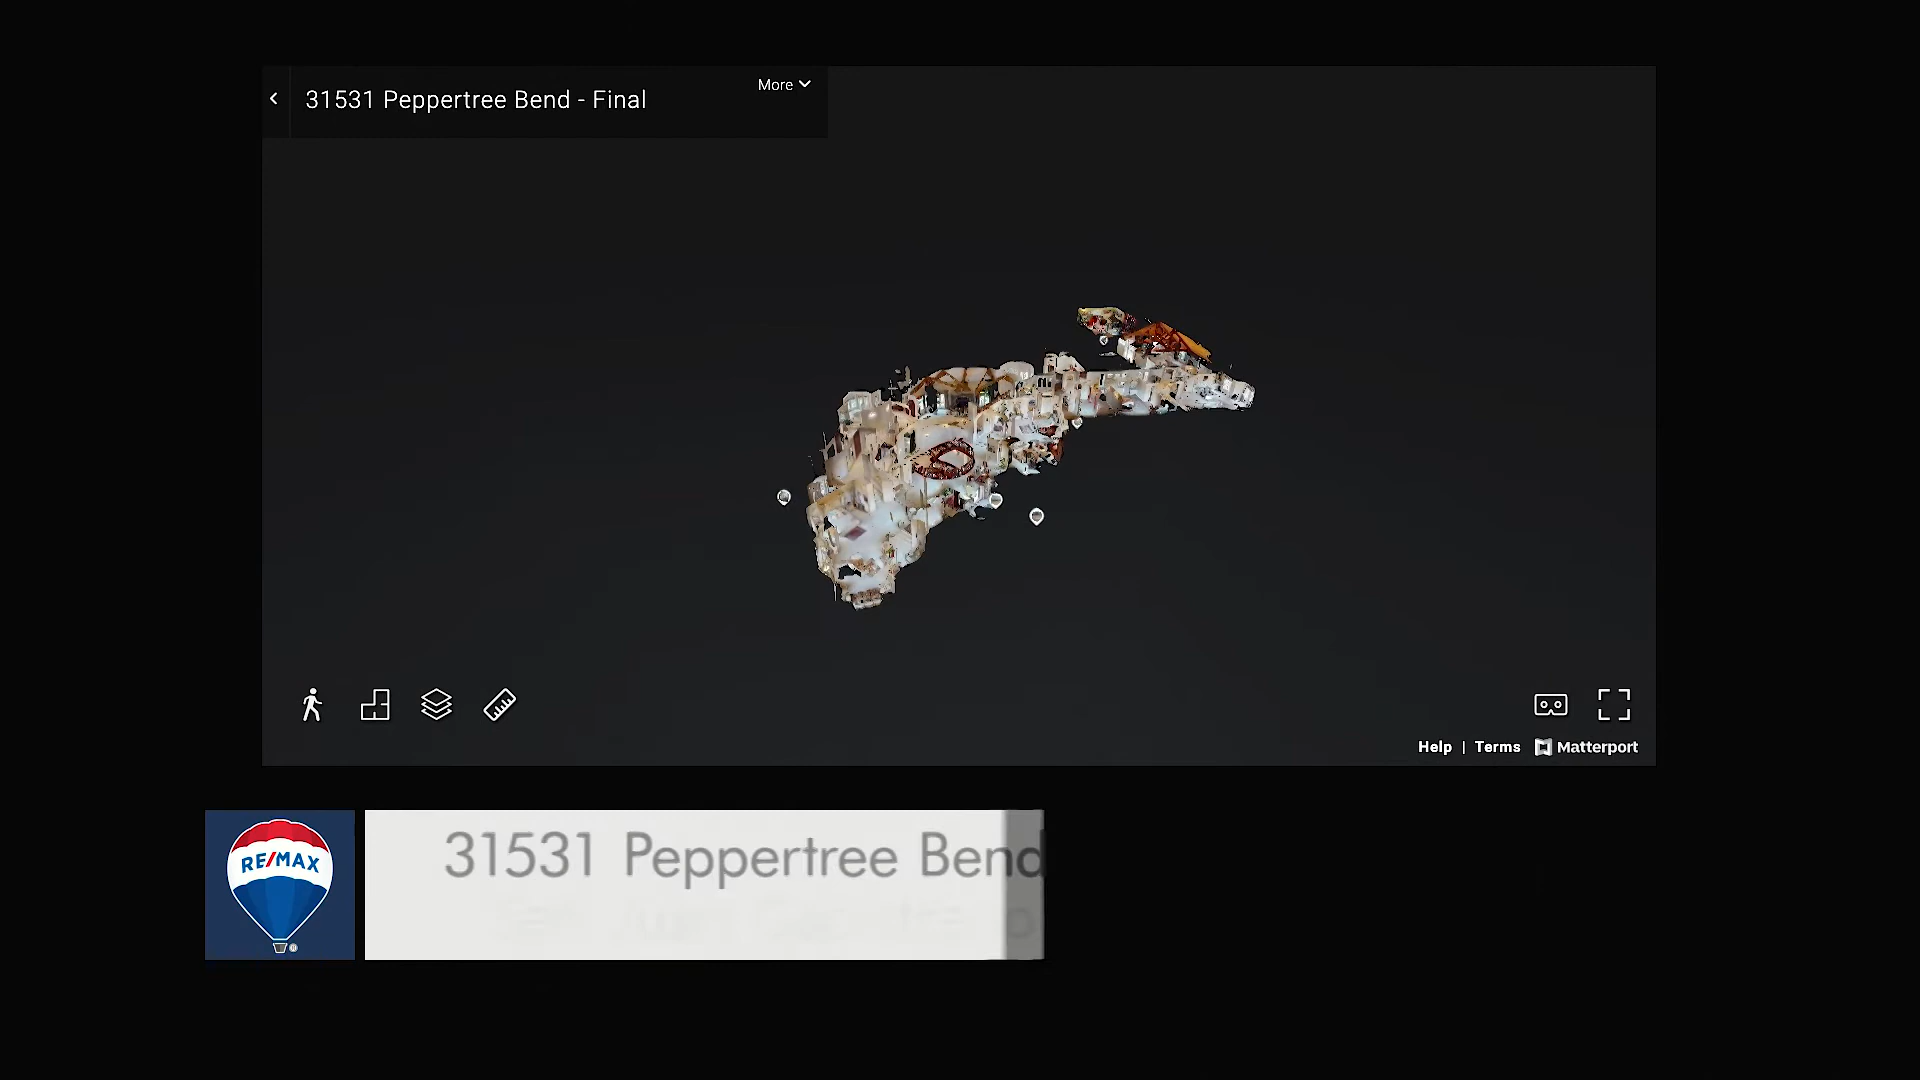 31531 Peppertree Bend - Final
More
Help | Terms
Matterport
RE/MAX
31531 Peppertree Bend